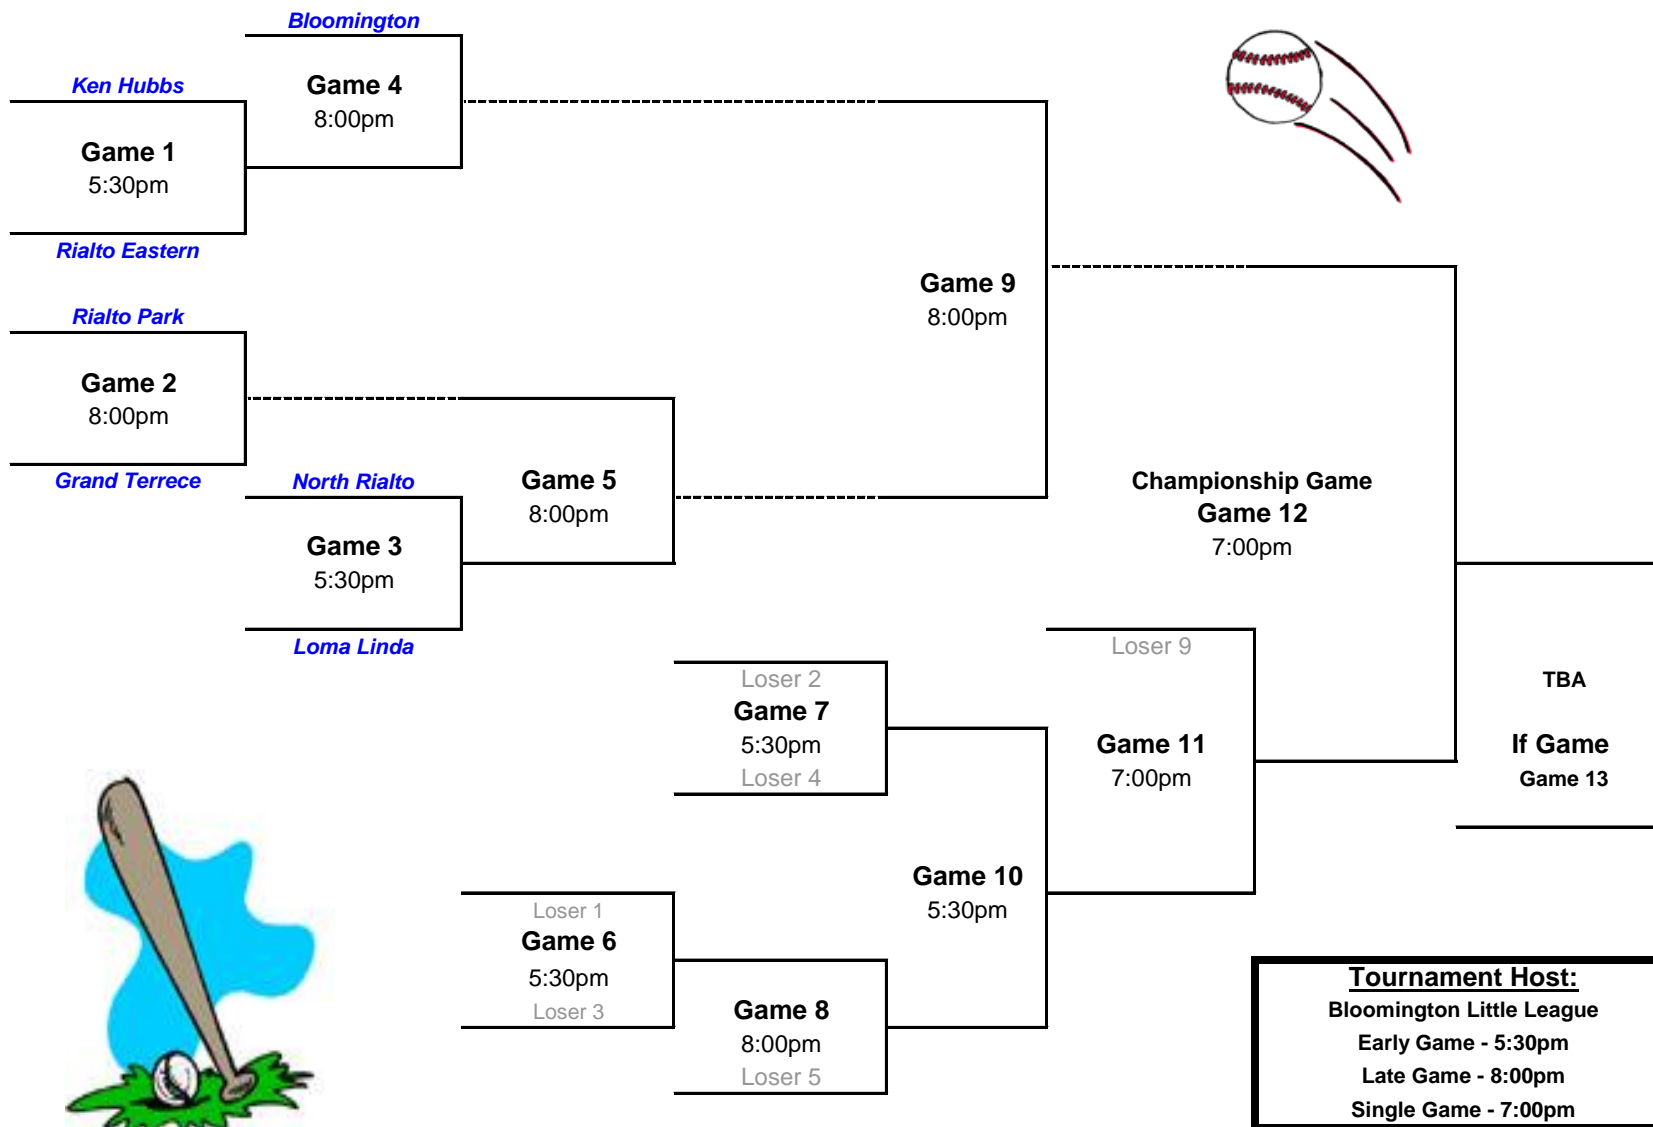 Bloomington
Ken Hubbs
Game 4
8:00pm
Game 1
5:30pm
Rialto Eastern
Game 9
8:00pm
Rialto Park
Game 2
8:00pm
Grand Terrece
North Rialto
Game 5
8:00pm
Championship Game
Game 12
7:00pm
Game 3
5:30pm
Loma Linda
Loser 9
Loser 2
Game 7
5:30pm
Loser 4
TBA
Game 11
7:00pm
If Game
Game 13
Game 10
5:30pm
Loser 1
Game 6
5:30pm
Loser 3
Game 8
8:00pm
Loser 5
Tournament Host:
Bloomington Little League
Early Game - 5:30pm
Late Game - 8:00pm
Single Game - 7:00pm